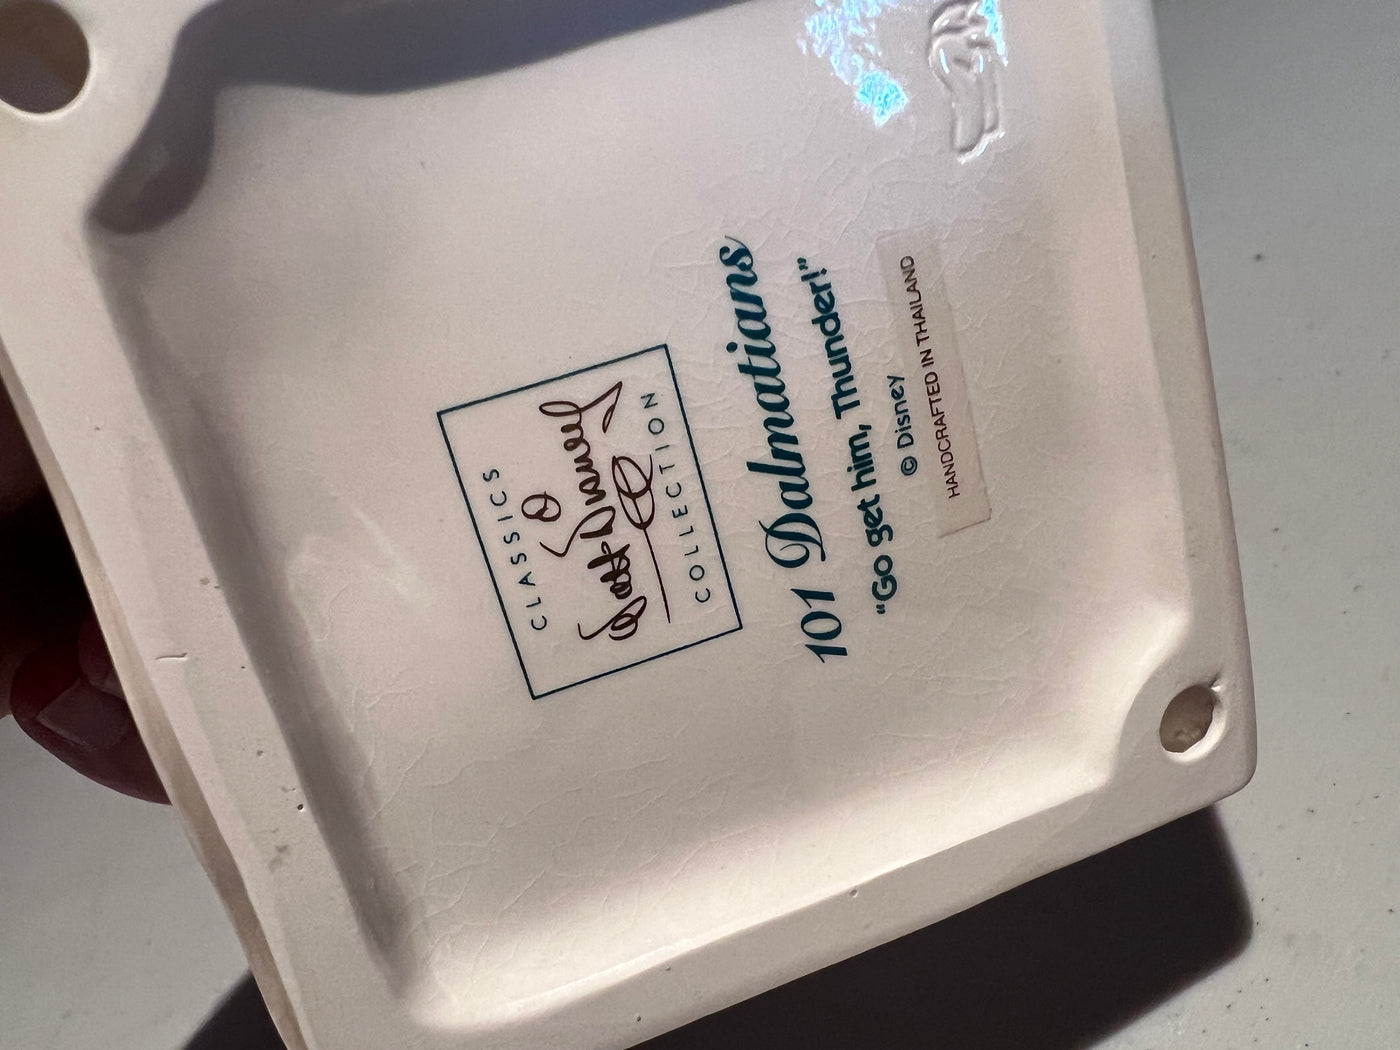 CLASSICS
Walt Disney
COLLECTION
101 Dalmatians
"Go get him, Thunder!"
© Disney
HANDCRAFTED IN THAILAND